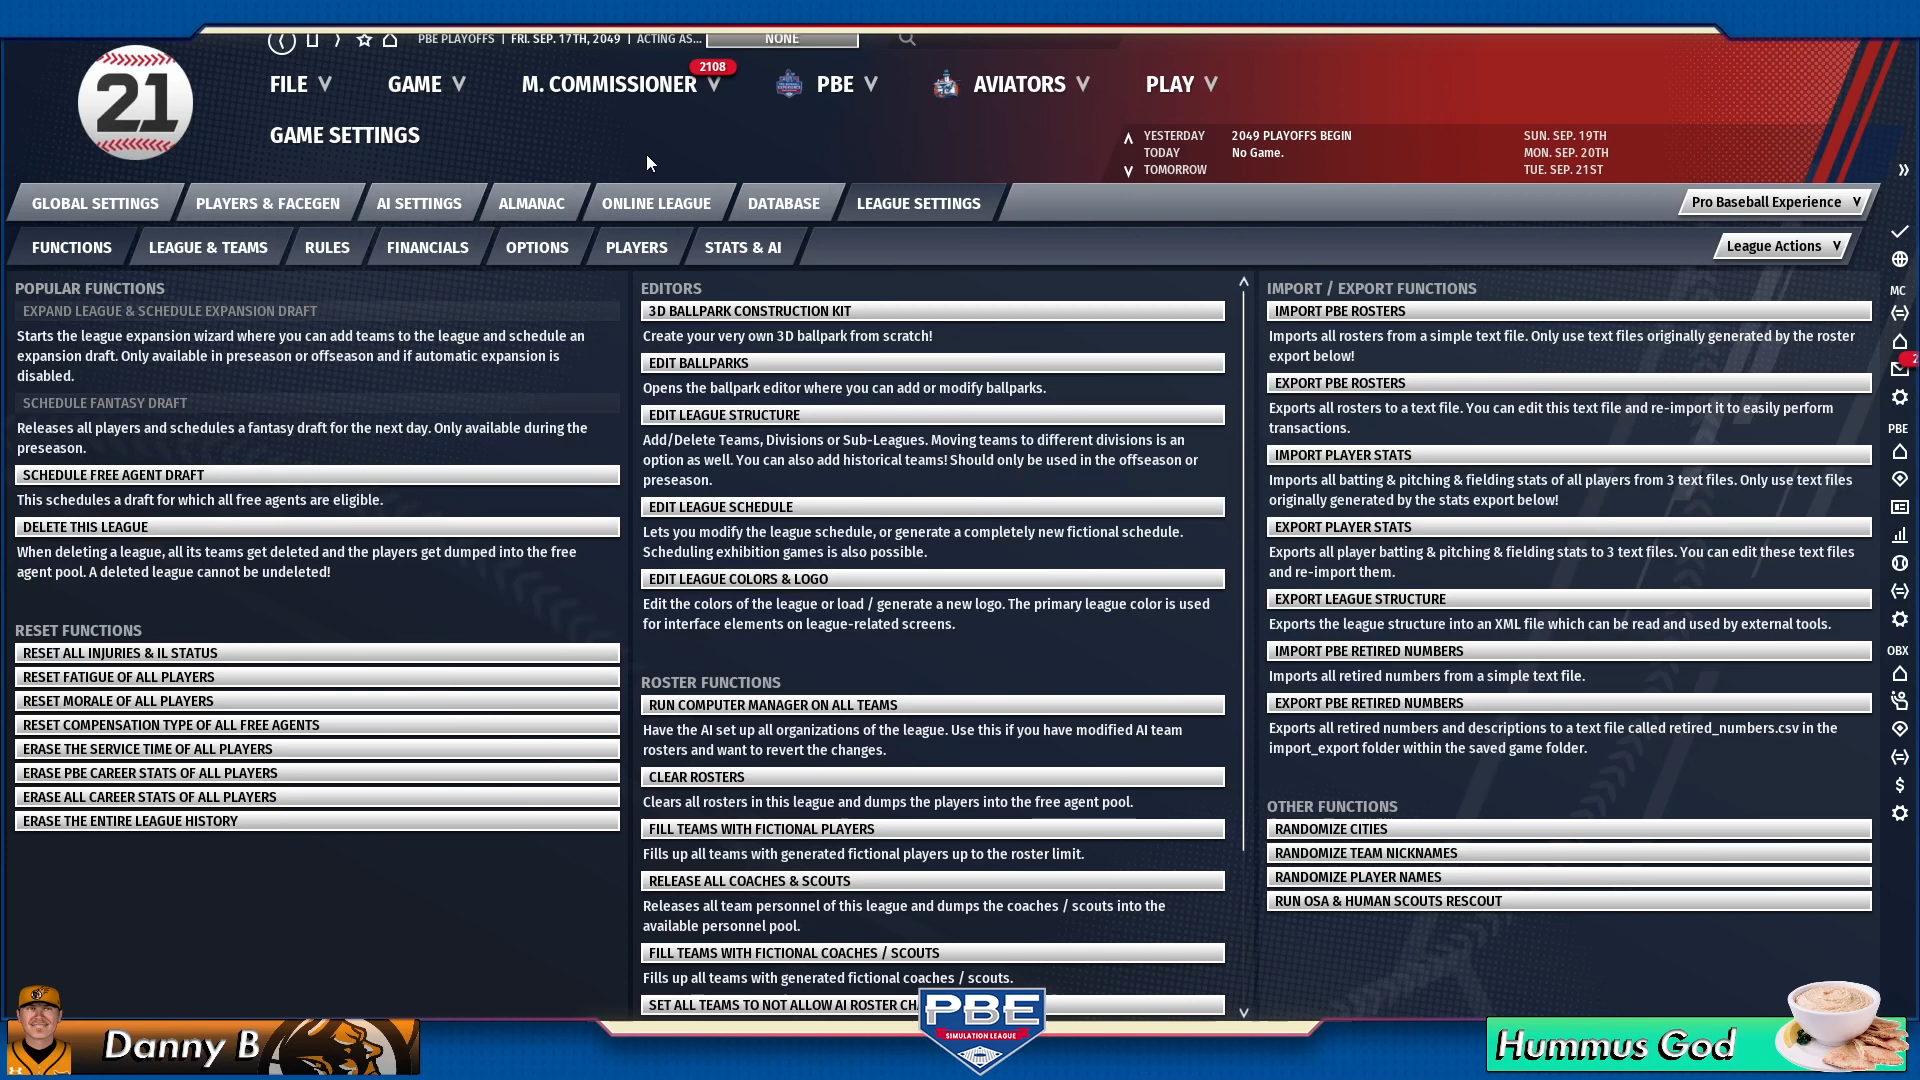 PBE PLAYOFFS | FRI. SEP. 17TH, 2049 | ACTING AS... NONE
21
FILE GAME M. COMMISSIONER 2108 PBE AVIATORS PLAY
GAME SETTINGS
YESTERDAY 2049 PLAYOFFS BEGIN SUN. SEP. 19TH
TODAY No Game. MON. SEP. 20TH
TOMORROW TUE. SEP. 21ST
GLOBAL SETTINGS PLAYERS & FACEGEN AI SETTINGS ALMANAC ONLINE LEAGUE DATABASE LEAGUE SETTINGS Pro Baseball Experience
FUNCTIONS LEAGUE & TEAMS RULES FINANCIALS OPTIONS PLAYERS STATS & AI League Actions
POPULAR FUNCTIONS
EXPAND LEAGUE & SCHEDULE EXPANSION DRAFT
Starts the league expansion wizard where you can add teams to the league and schedule an
expansion draft. Only available in preseason or offseason and if automatic expansion is
disabled.
SCHEDULE FANTASY DRAFT
Releases all players and schedules a fantasy draft for the next day. Only available during the
preseason.
SCHEDULE FREE AGENT DRAFT
This schedules a draft for which all free agents are eligible.
DELETE THIS LEAGUE
When deleting a league, all its teams get deleted and the players get dumped into the free
agent pool. A deleted league cannot be undeleted!
RESET FUNCTIONS
RESET ALL INJURIES & IL STATUS
RESET FATIGUE OF ALL PLAYERS
RESET MORALE OF ALL PLAYERS
RESET COMPENSATION TYPE OF ALL FREE AGENTS
ERASE THE SERVICE TIME OF ALL PLAYERS
ERASE PBE CAREER STATS OF ALL PLAYERS
ERASE ALL CAREER STATS OF ALL PLAYERS
ERASE THE ENTIRE LEAGUE HISTORY
EDITORS
3D BALLPARK CONSTRUCTION KIT
Create your very own 3D ballpark from scratch!
EDIT BALLPARKS
Opens the ballpark editor where you can add or modify ballparks.
EDIT LEAGUE STRUCTURE
Add/Delete Teams, Divisions or Sub-Leagues. Moving teams to different divisions is an
option as well. You can also add historical teams! Should only be used in the offseason or
preseason.
EDIT LEAGUE SCHEDULE
Lets you modify the league schedule, or generate a completely new fictional schedule.
Scheduling exhibition games is also possible.
EDIT LEAGUE COLORS & LOGO
Edit the colors of the league or load / generate a new logo. The primary league color is used
for interface elements on league-related screens.
ROSTER FUNCTIONS
RUN COMPUTER MANAGER ON ALL TEAMS
Have the AI set up all organizations of the league. Use this if you have modified AI team
rosters and want to revert the changes.
CLEAR ROSTERS
Clears all rosters in this league and dumps the players into the free agent pool.
FILL TEAMS WITH FICTIONAL PLAYERS
Fills up all teams with generated fictional players up to the roster limit.
RELEASE ALL COACHES & SCOUTS
Releases all team personnel of this league and dumps the coaches / scouts into the
available personnel pool.
FILL TEAMS WITH FICTIONAL COACHES / SCOUTS
Fills up all teams with generated fictional coaches / scouts.
SET ALL TEAMS TO NOT ALLOW AI ROSTER CHA
IMPORT / EXPORT FUNCTIONS
IMPORT PBE ROSTERS
Imports all rosters from a simple text file. Only use text files originally generated by the roster
export below!
EXPORT PBE ROSTERS
Exports all rosters to a text file. You can edit this text file and re-import it to easily perform
transactions.
IMPORT PLAYER STATS
Imports all batting & pitching & fielding stats of all players from 3 text files. Only use text files
originally generated by the stats export below!
EXPORT PLAYER STATS
Exports all player batting & pitching & fielding stats to 3 text files. You can edit these text files
and re-import them.
EXPORT LEAGUE STRUCTURE
Exports the league structure into an XML file which can be read and used by external tools.
IMPORT PBE RETIRED NUMBERS
Imports all retired numbers from a simple text file.
EXPORT PBE RETIRED NUMBERS
Exports all retired numbers and descriptions to a text file called retired_numbers.csv in the
import_export folder within the saved game folder.
OTHER FUNCTIONS
RANDOMIZE CITIES
RANDOMIZE TEAM NICKNAMES
RANDOMIZE PLAYER NAMES
RUN OSA & HUMAN SCOUTS RESCOUT
MC
2
PBE
OBX
$
Danny B
PBE
SIMULATION LEAGUE
Hummus God